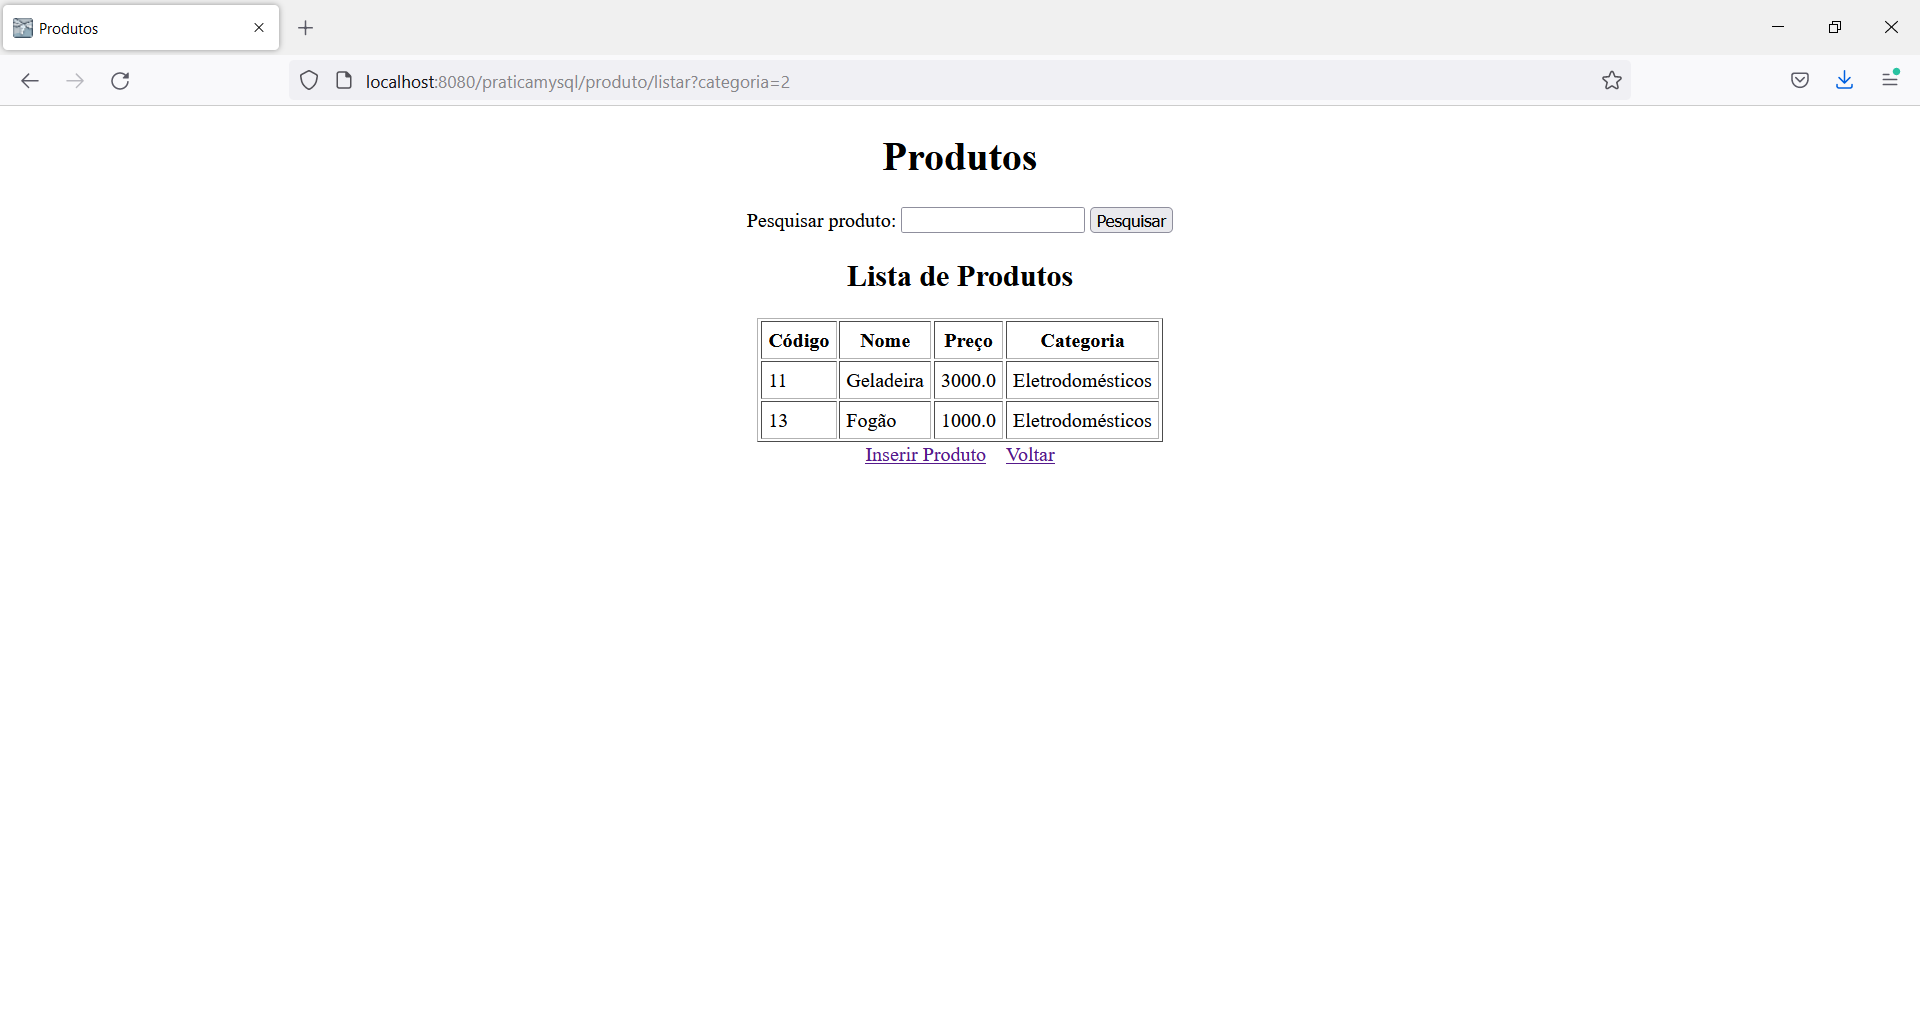 Produtos
localhost:8080/praticamysql/produto/listar?categoria=2
Produtos
Pesquisar produto: Pesquisar
Lista de Produtos
Código Nome Preço Categoria
11 Geladeira 3000.0 Eletrodomésticos
13 Fogão 1000.0 Eletrodomésticos
Inserir Produto Voltar